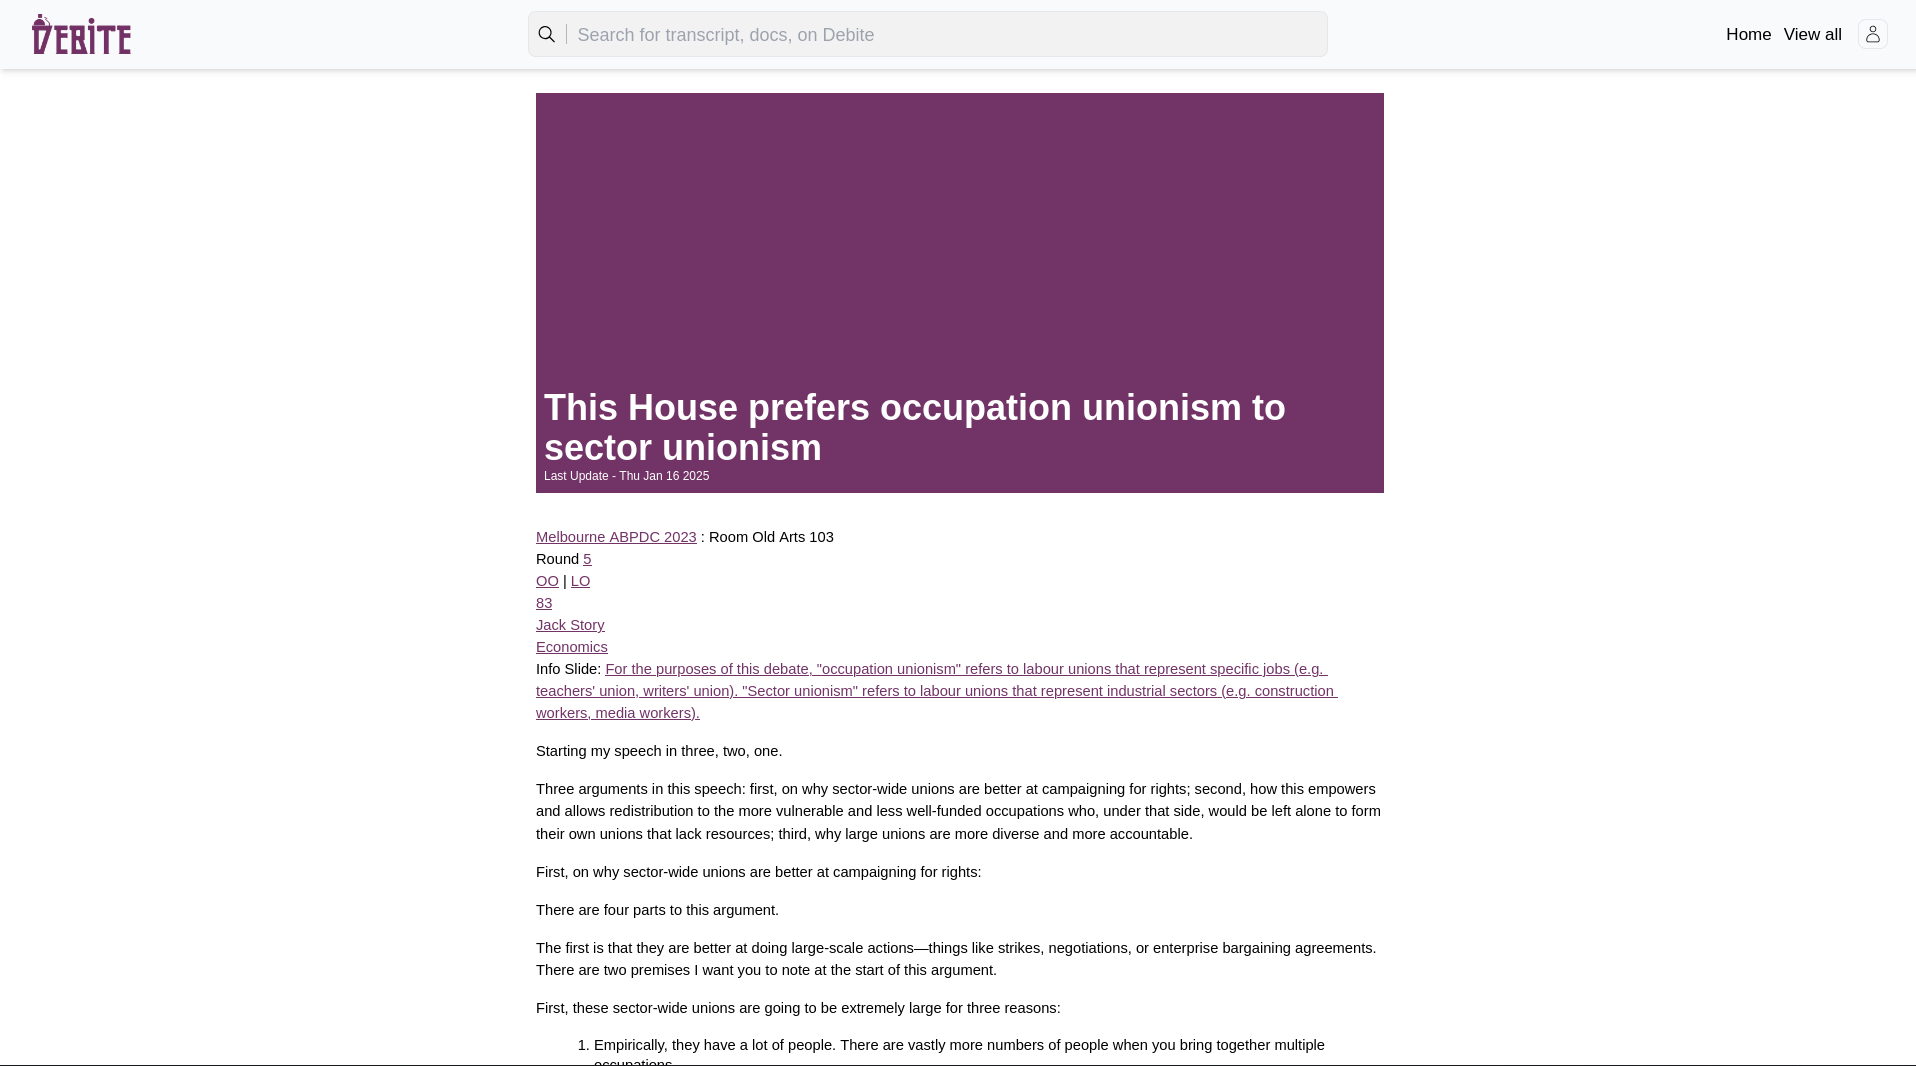 DEBITE
Search for transcript, docs, on Debite
Home View all
This House prefers occupation unionism to
sector unionism
Last Update - Thu Jan 16 2025
Melbourne ABPDC 2023 : Room Old Arts 103
Round 5
OO | LO
83
Jack Story
Economics
Info Slide: For the purposes of this debate, "occupation unionism" refers to labour unions that represent specific jobs (e.g.
teachers' union, writers' union). "Sector unionism" refers to labour unions that represent industrial sectors (e.g. construction
workers, media workers).
Starting my speech in three, two, one.
Three arguments in this speech: first, on why sector-wide unions are better at campaigning for rights; second, how this empowers
and allows redistribution to the more vulnerable and less well-funded occupations who, under that side, would be left alone to form
their own unions that lack resources; third, why large unions are more diverse and more accountable.
First, on why sector-wide unions are better at campaigning for rights:
There are four parts to this argument.
The first is that they are better at doing large-scale actions—things like strikes, negotiations, or enterprise bargaining agreements.
There are two premises I want you to note at the start of this argument.
First, these sector-wide unions are going to be extremely large for three reasons:
1. Empirically, they have a lot of people. There are vastly more numbers of people when you bring together multiple
occupations.